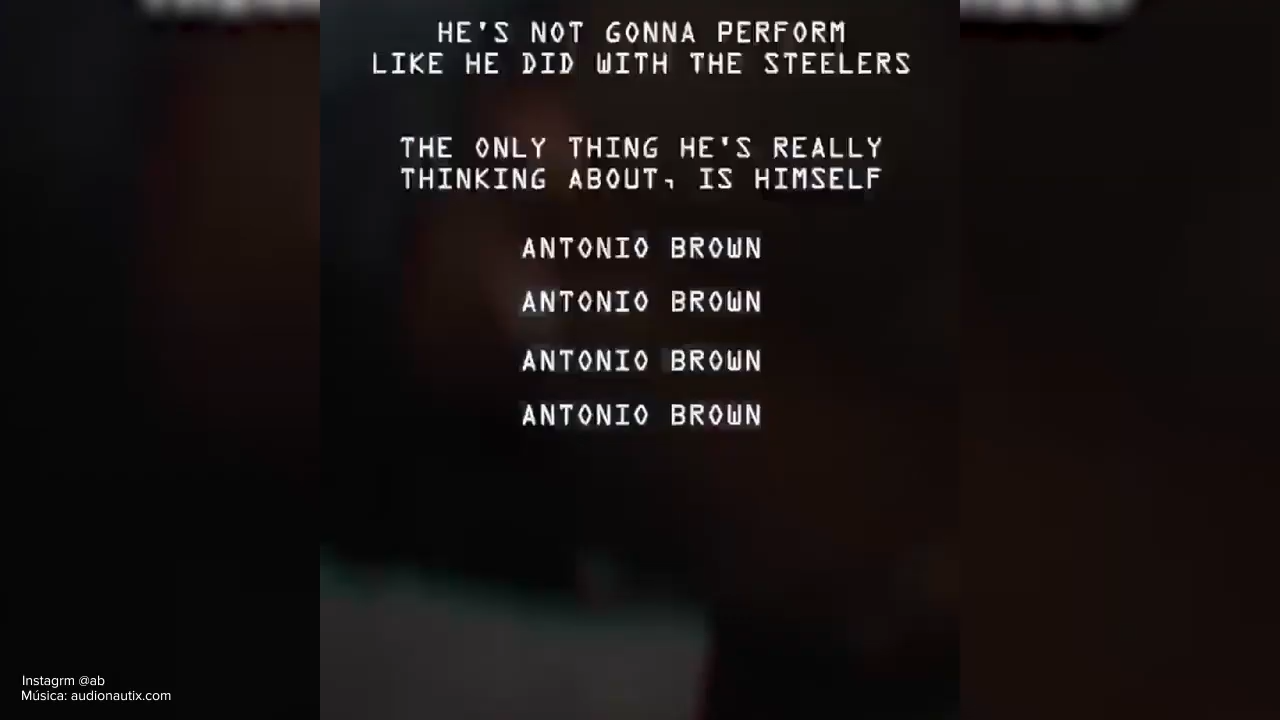 HE'S NOT GONNA PERFORM
LIKE HE DID WITH THE STEELERS
THE ONLY THING HE'S REALLY
THINKING ABOUT, IS HIMSELF
ANTONIO BROWN
ANTONIO BROWN
ANTONIO BROWN
ANTONIO BROWN
Instagrm @ab
Música: audionautix.com